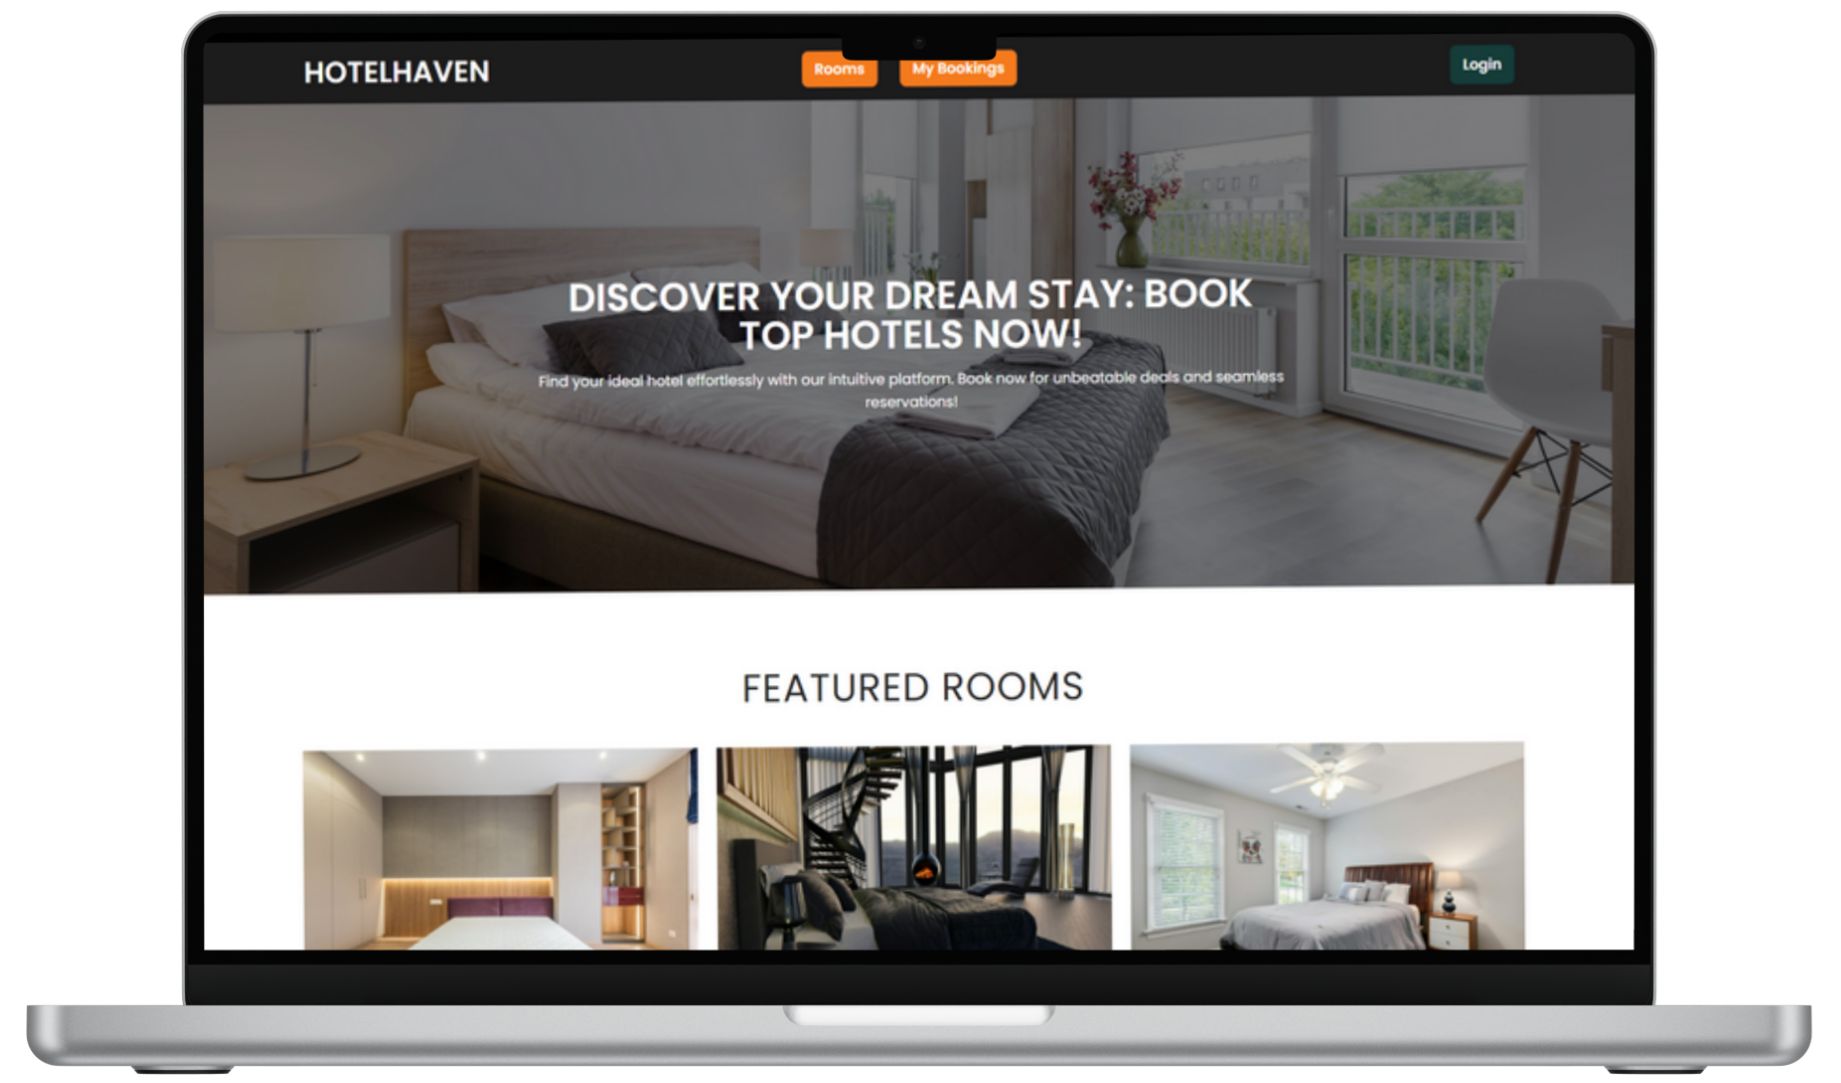 HOTELHAVEN
Rooms
My Bookings
Login
DISCOVER YOUR DREAM STAY: BOOK
TOP HOTELS NOW!
Find your ideal hotel effortlessly with our intuitive platform. Book now for unbeatable deals and seamless
reservations!
FEATURED ROOMS